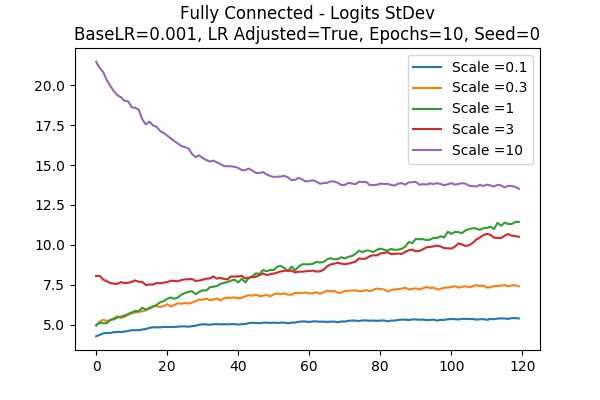 Fully Connected - Logits StDev
BaseLR=0.001, LR Adjusted=True, Epochs=10, Seed=0
Scale =0.1
Scale =0.3
Scale =1
Scale =3
Scale =10
20.0
17.5
15.0
12.5
10.0
7.5
5.0
0 20 40 60 80 100 120